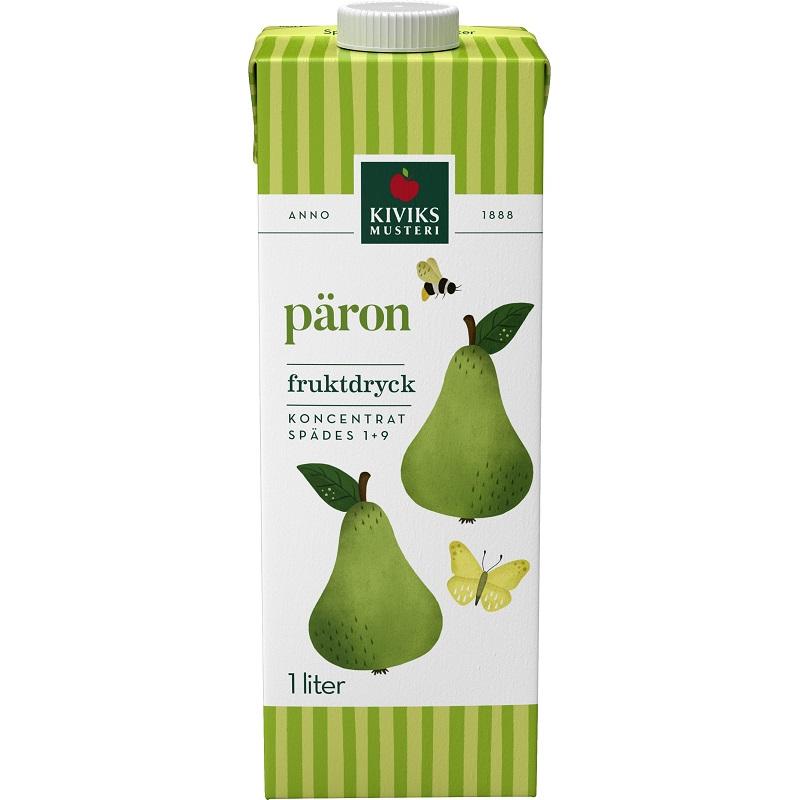 ANNO
KIVIKS
MUSTERI
1888
päron
fruktdryck
KONCENTRAT
SPÄDES 1+9
1 liter